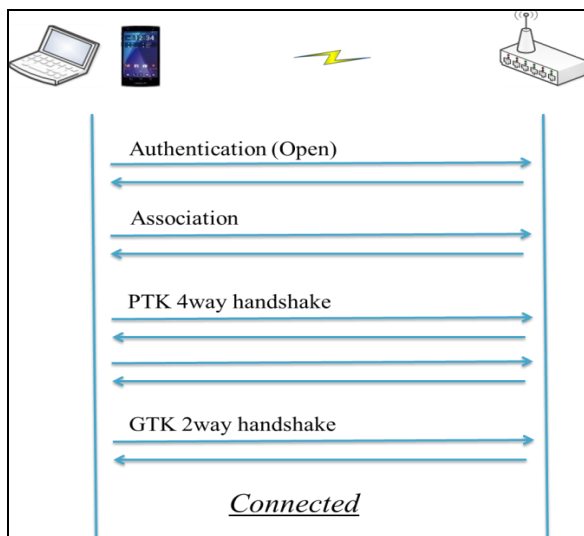 Authentication (Open)
Association
PTK 4way handshake
GTK 2way handshake
Connected